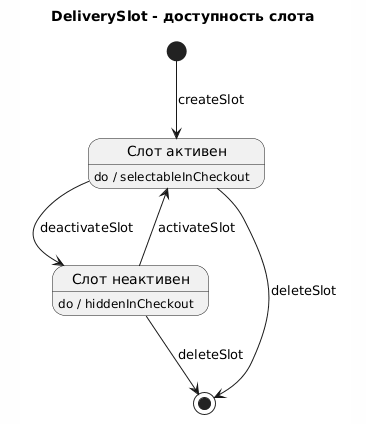 DeliverySlot - доступность слота
createSlot
Слот активен
do / selectableInCheckout
deactivateSlot
activateSlot
Слот неактивен
do / hiddenInCheckout
deleteSlot
deleteSlot